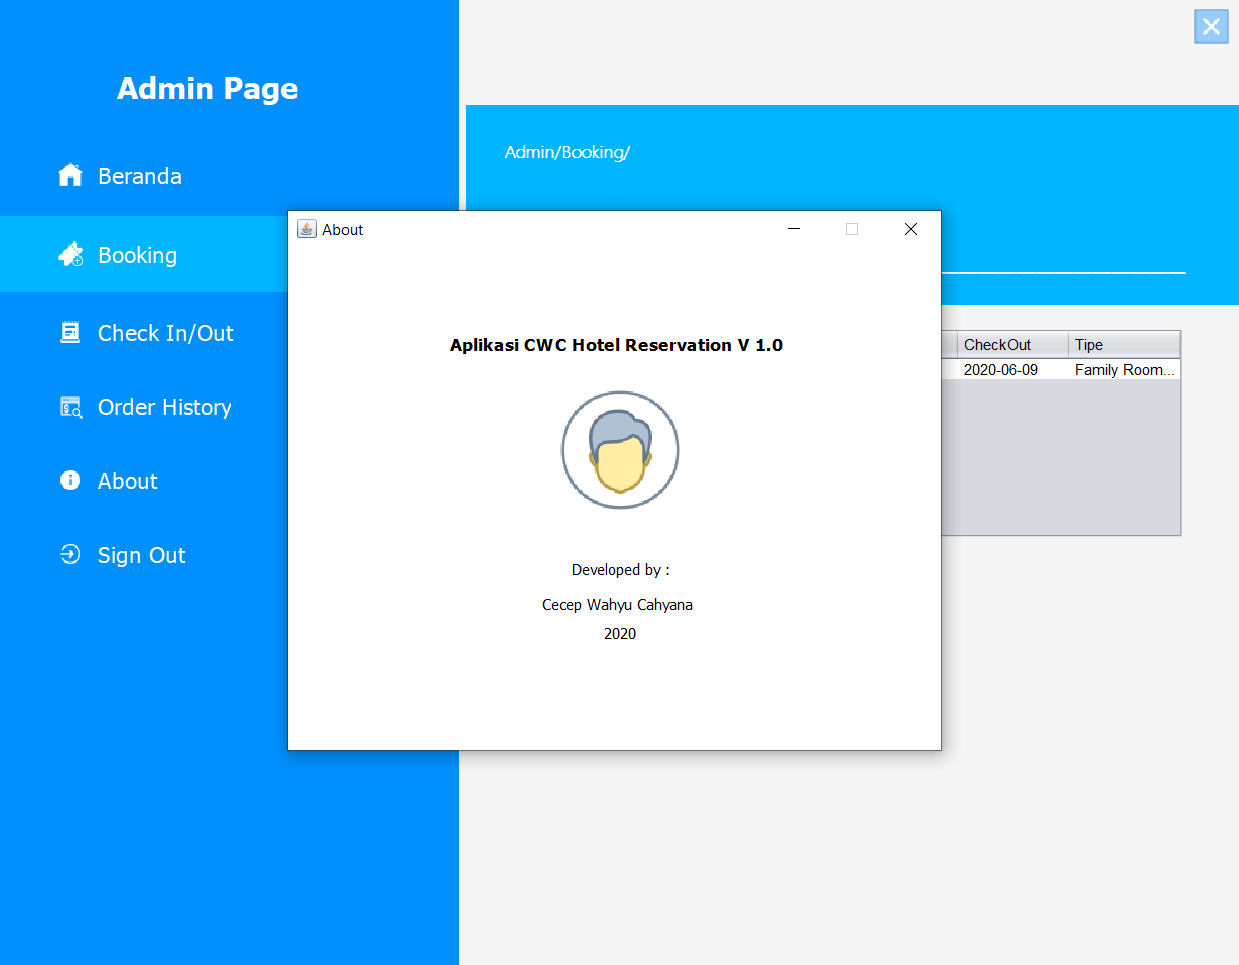 Admin Page
Beranda
Booking
Check In/Out
Order History
About
Sign Out
Admin/Booking/
CheckOut Tipe
2020-06-09 Family Room...
About
Aplikasi CWC Hotel Reservation V 1.0
Developed by :
Cecep Wahyu Cahyana
2020